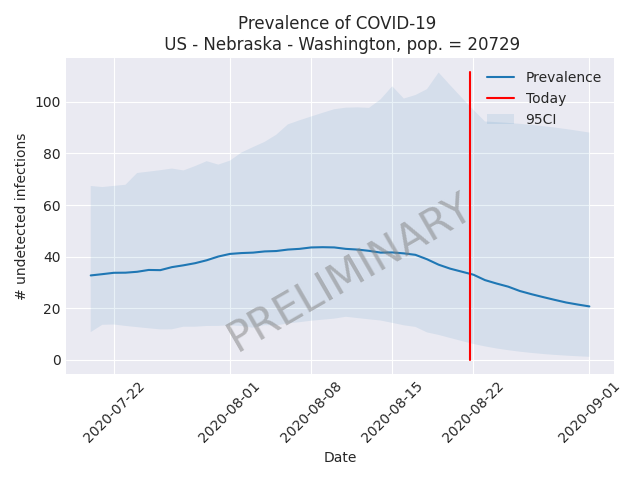 Prevalence of COVID-19
US - Nebraska - Washington, pop. = 20729
Prevalence
Today
95CI
100
80
60
40
20
0
# undetected infections
PRELIMINARY
2020-07-22
2020-08-01
2020-08-08
2020-08-15
2020-08-22
2020-09-01
Date